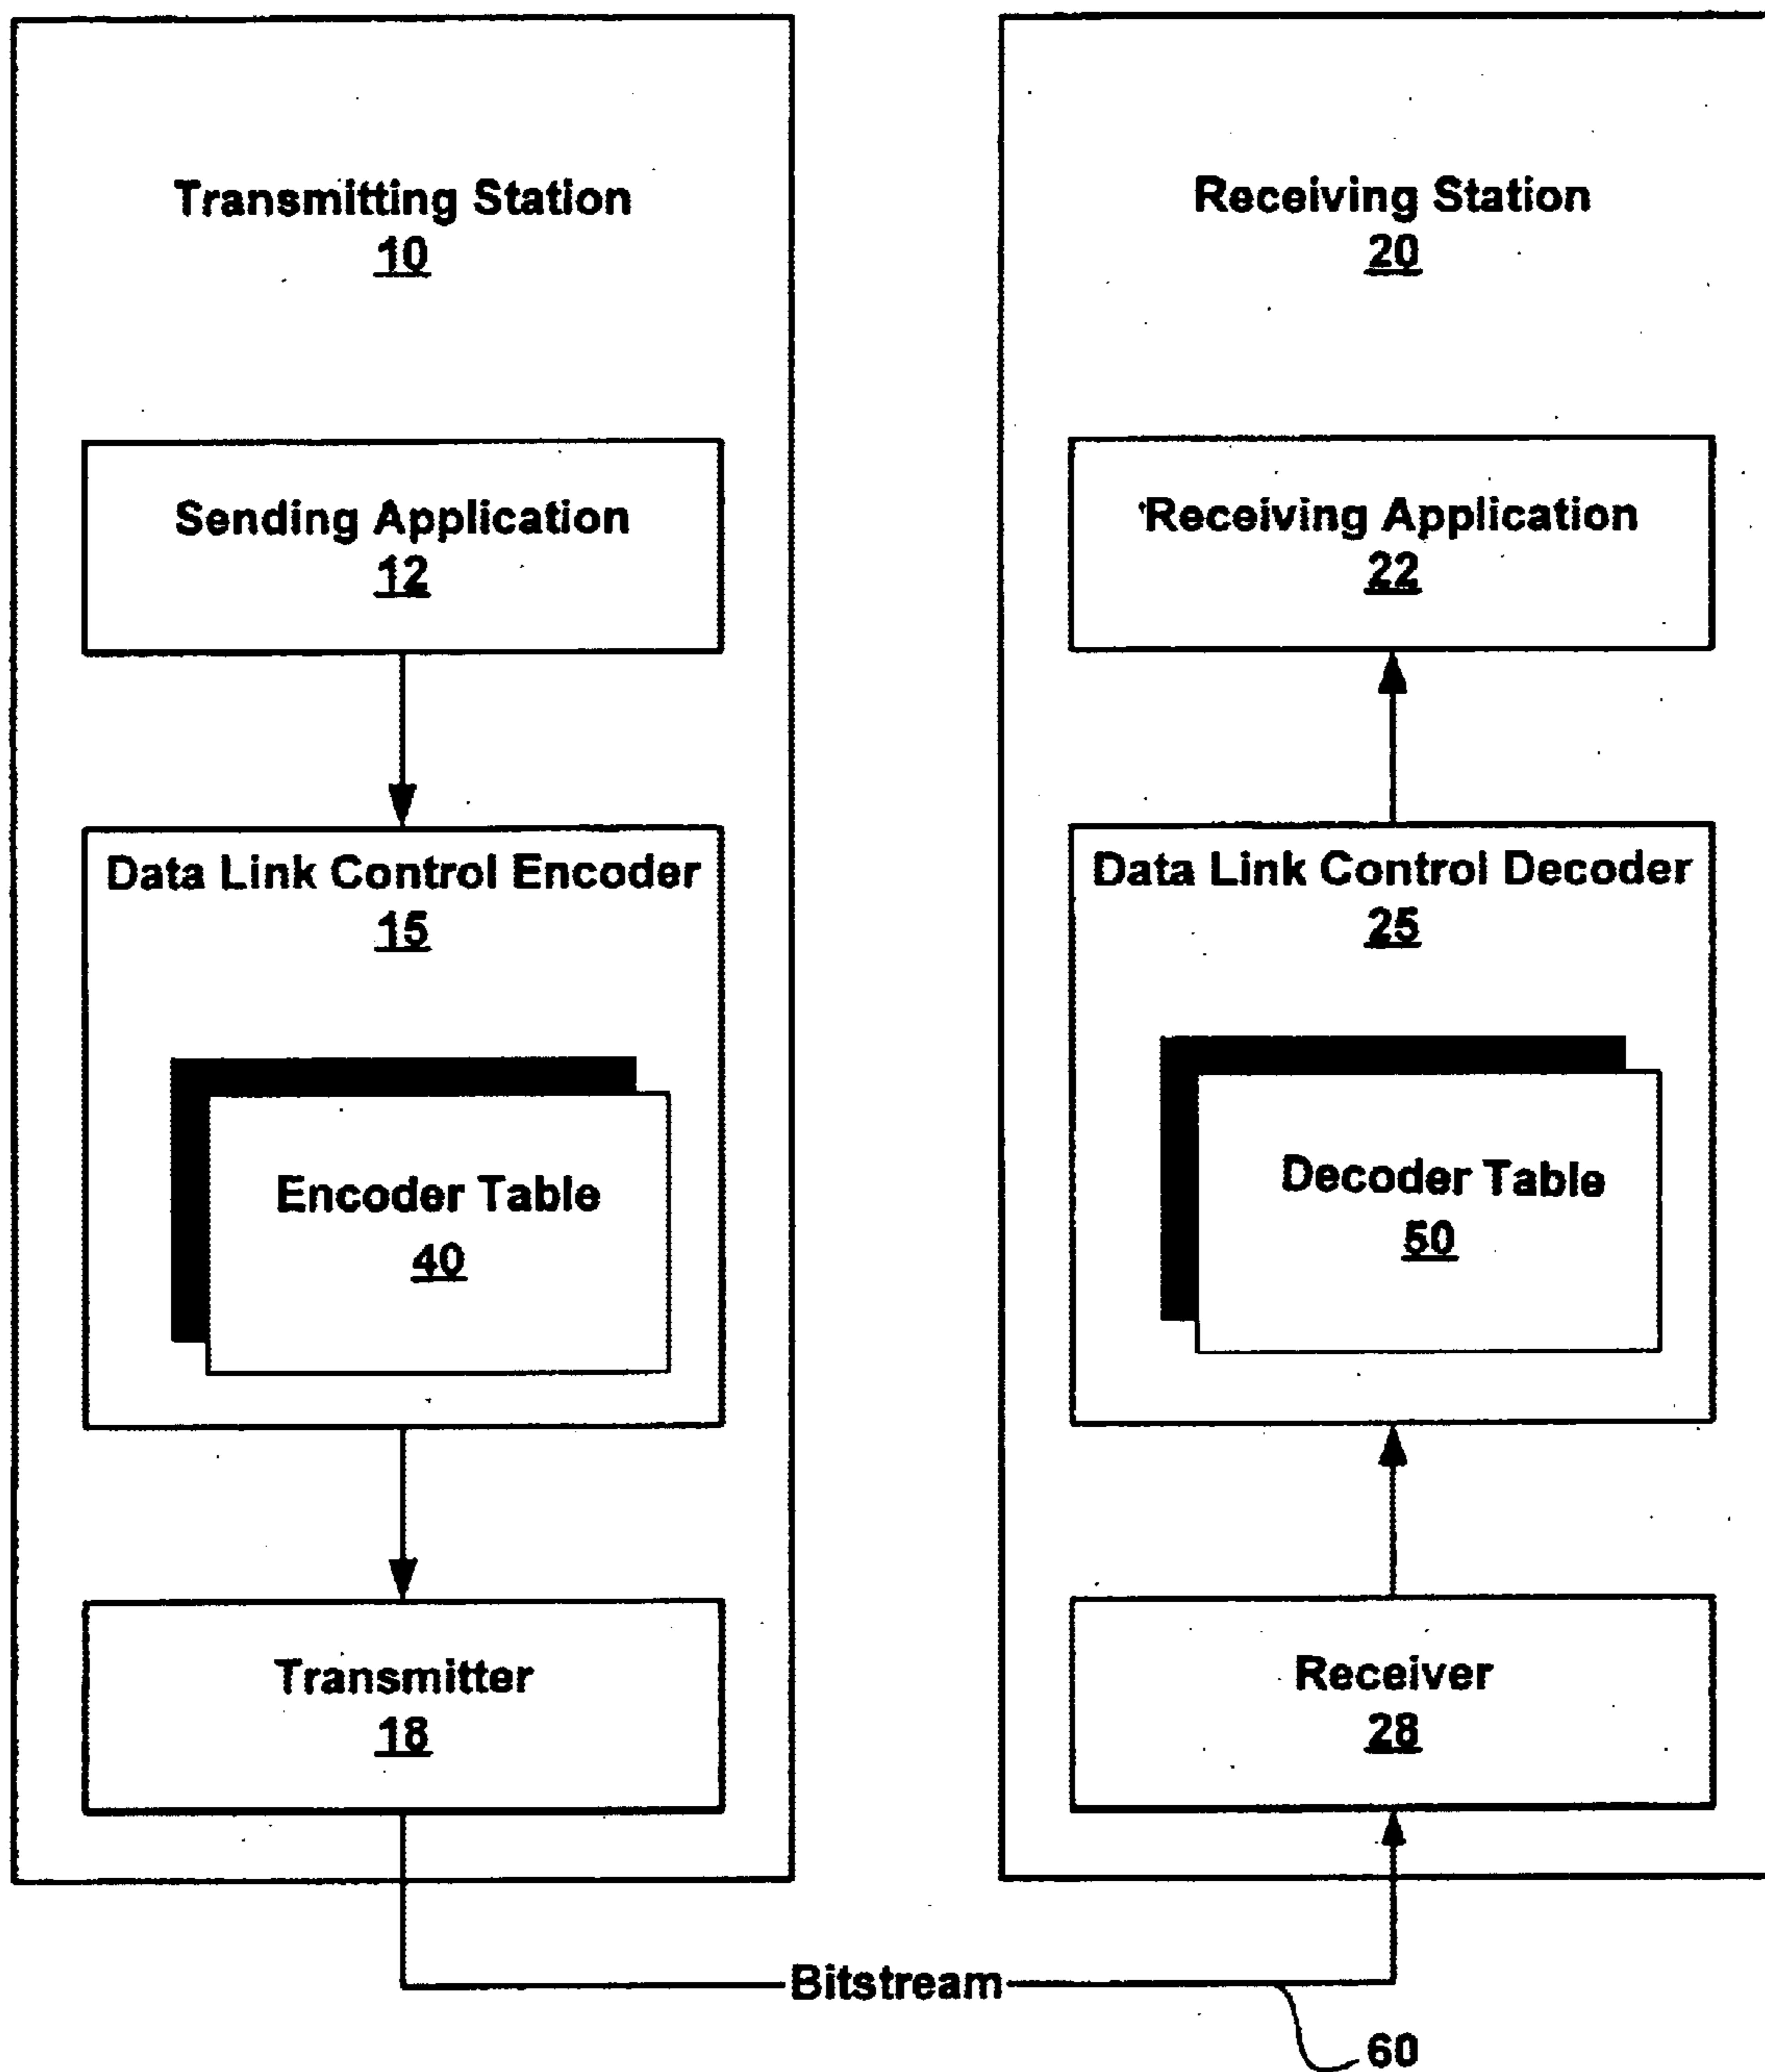 Transmitting Station
10
Sending Application
12
Data Link Control Encoder
15
Encoder Table
40
Transmitter
18
Receiving Station
20
Receiving Application
22
Data Link Control Decoder
25
Decoder Table
50
Receiver
28
Bitstream
60